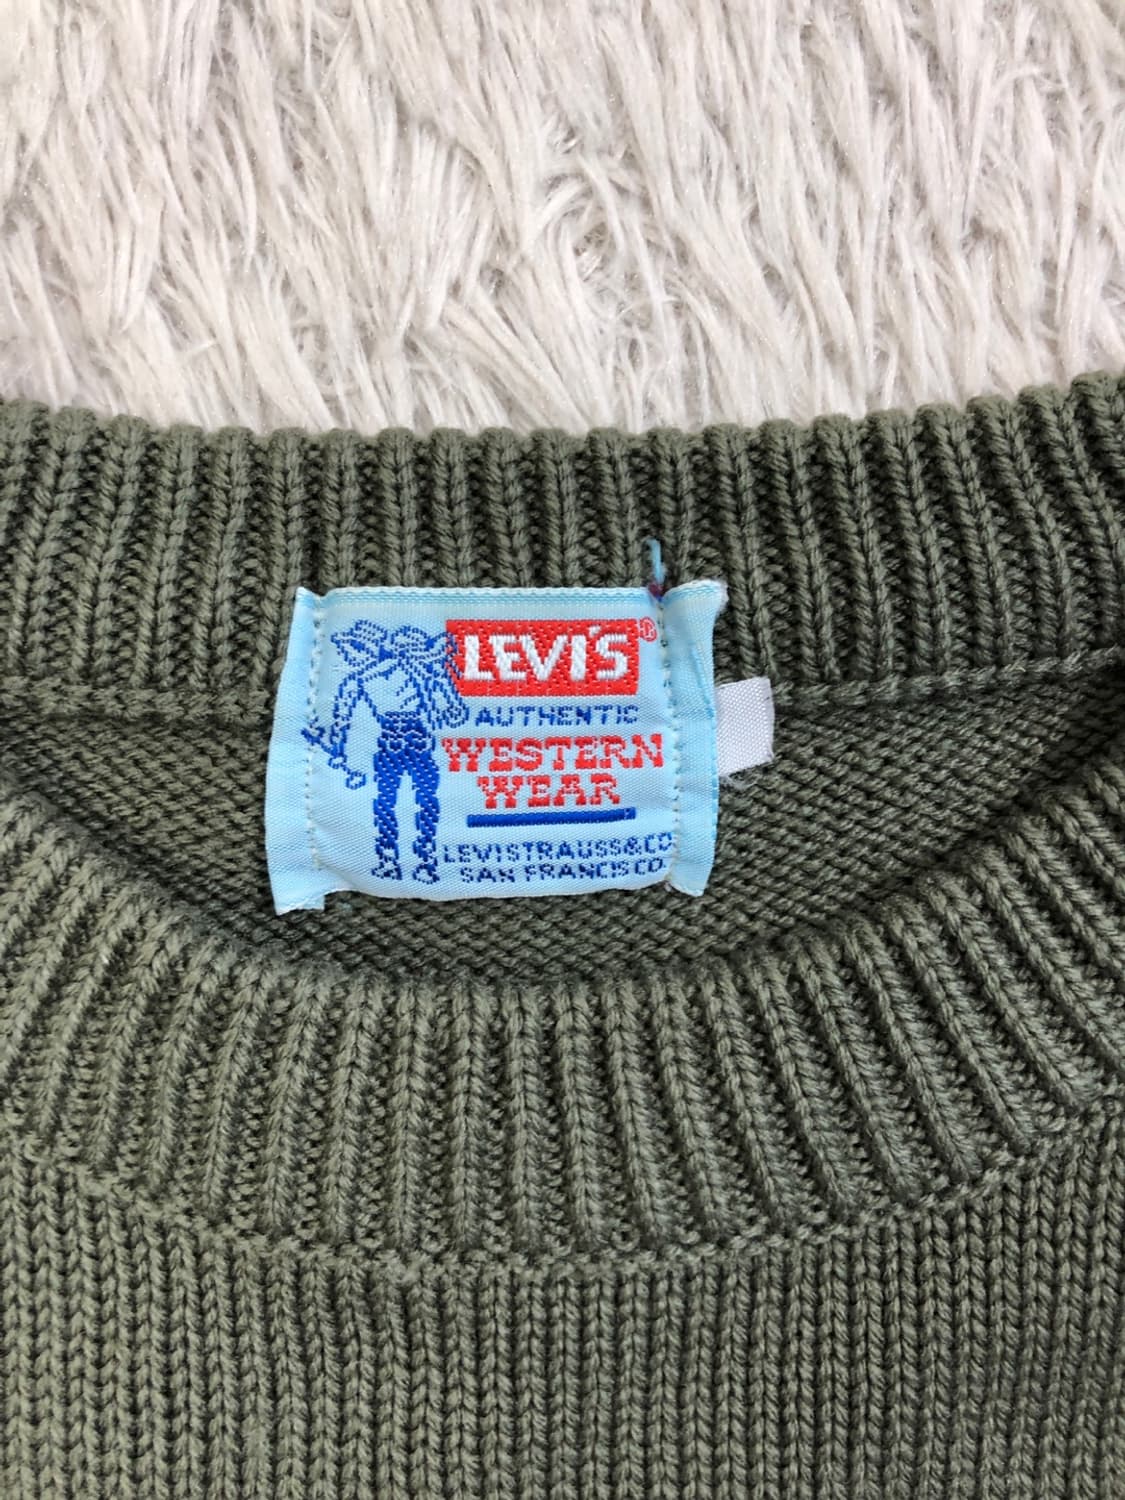 LEVI'S®
AUTHENTIC
WESTERN
WEAR
LEVI STRAUSS & CO
SAN FRANCISCO.